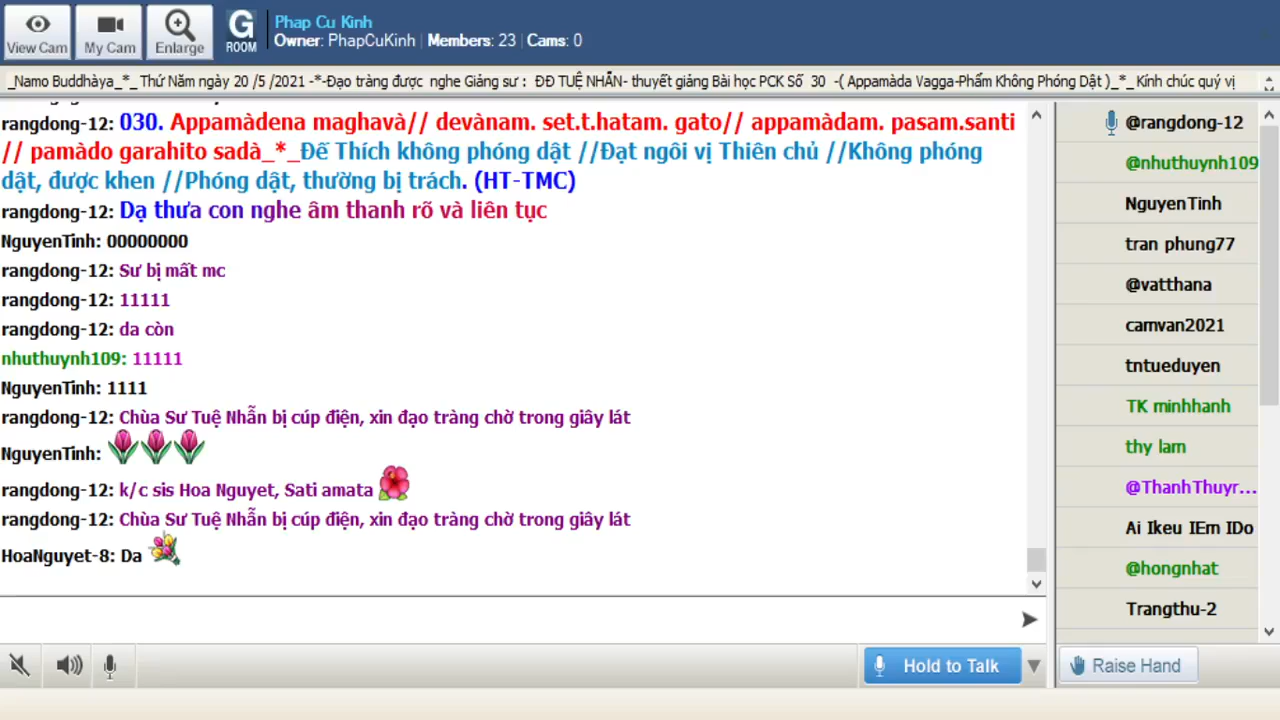 View Cam
My Cam
Enlarge
G
ROOM
Phap Cu Kinh
Owner: PhapCuKinh | Members: 23 | Cams: 0
_Namo Buddhàya_*_Thứ Năm ngày 20 /5 /2021 -*-Đạo tràng được nghe Giảng sư : ĐĐ TUỆ NHẪN- thuyết giảng Bài học PCK Số 30 -( Appamàda Vagga-Phẩm Không Phóng Dật )_*_Kính chúc quý vị
rangdong-12: 030. Appamàdena maghavà// devànam. set.t.hatam. gato// appamàdam. pasam.santi
// pamàdo garahito sadà_*_Đế Thích không phóng dật //Đạt ngôi vị Thiên chủ //Không phóng
dật, được khen //Phóng dật, thường bị trách. (HT-TMC)
rangdong-12: Dạ thưa con nghe âm thanh rõ và liên tục
NguyenTinh: 00000000
rangdong-12: Sư bị mất mc
rangdong-12: 11111
rangdong-12: da còn
nhuthuynh109: 11111
NguyenTinh: 1111
rangdong-12: Chùa Sư Tuệ Nhẫn bị cúp điện, xin đạo tràng chờ trong giây lát
NguyenTinh:
rangdong-12: k/c sis Hoa Nguyet, Sati amata
rangdong-12: Chùa Sư Tuệ Nhẫn bị cúp điện, xin đạo tràng chờ trong giây lát
HoaNguyet-8: Da
@rangdong-12
@nhuthuynh109
NguyenTinh
tran phung77
@vatthana
camvan2021
tntueduyen
TK minhhanh
thy lam
@ThanhThuyr...
Ai Ikeu IEm IDo
@hongnhat
Trangthu-2
Hold to Talk
Raise Hand